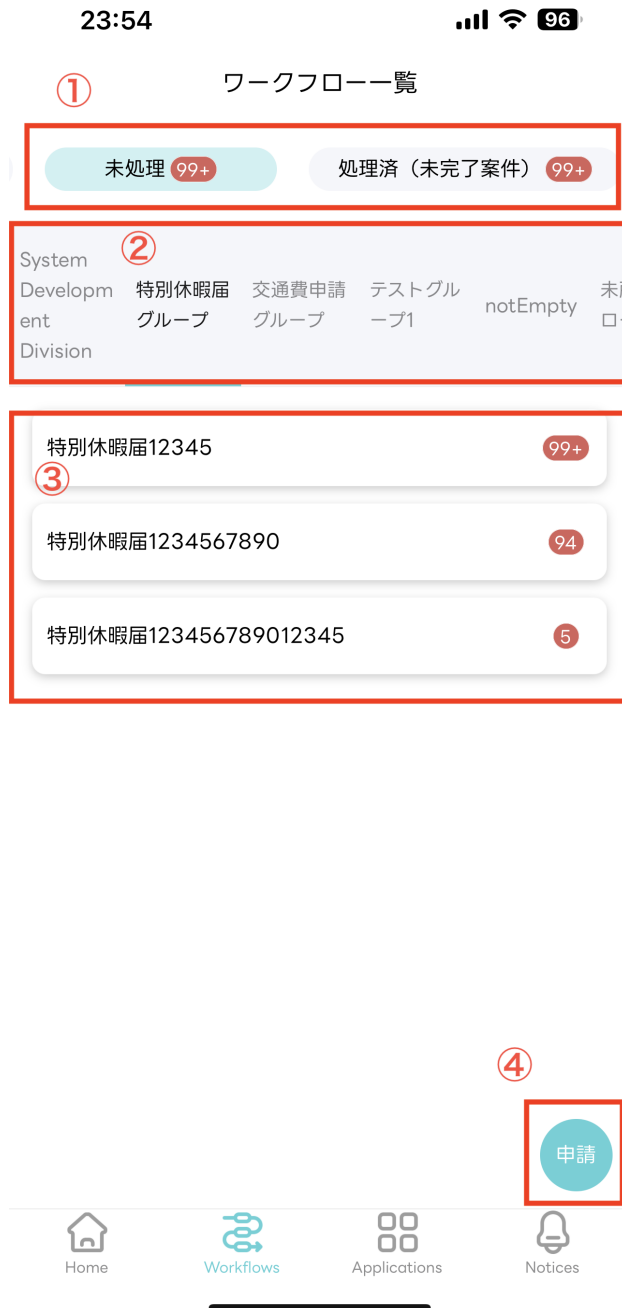 23:54
96
ワークフロー一覧
①
未処理 99+
処理済（未完了案件） 99+
②
System
Developm
ent
Division
特別休暇届
グループ
交通費申請
グループ
テストグル
ープ1
notEmpty
未
ロー
特別休暇届12345
99+
③
特別休暇届1234567890
94
特別休暇届123456789012345
5
④
申請
Home
Workflows
Applications
Notices